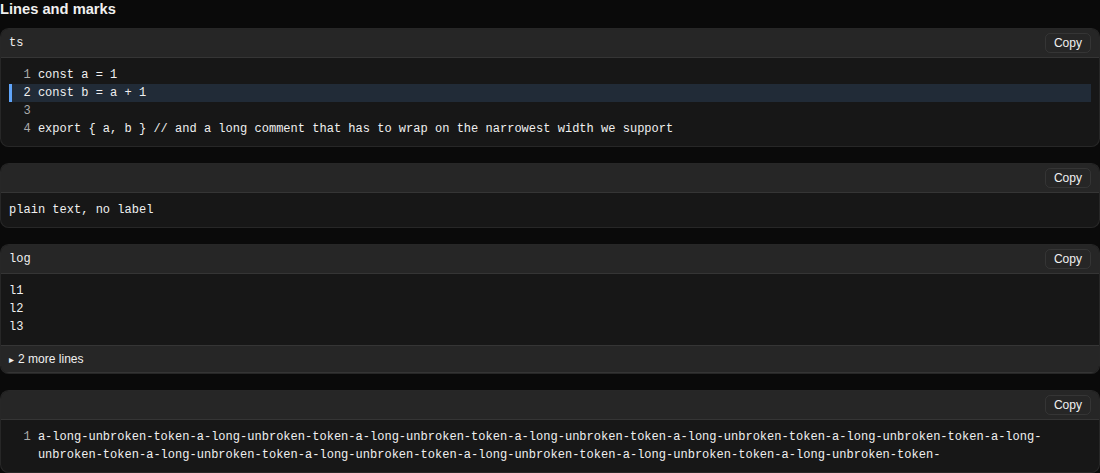 Lines and marks
ts
Copy
1 const a = 1
2 const b = a + 1
3
4 export { a, b } // and a long comment that has to wrap on the narrowest width we support
Copy
plain text, no label
log
Copy
l1
l2
l3
▸ 2 more lines
Copy
1 a-long-unbroken-token-a-long-unbroken-token-a-long-unbroken-token-a-long-unbroken-token-a-long-unbroken-token-a-long-unbroken-token-a-long-
unbroken-token-a-long-unbroken-token-a-long-unbroken-token-a-long-unbroken-token-a-long-unbroken-token-a-long-unbroken-token-